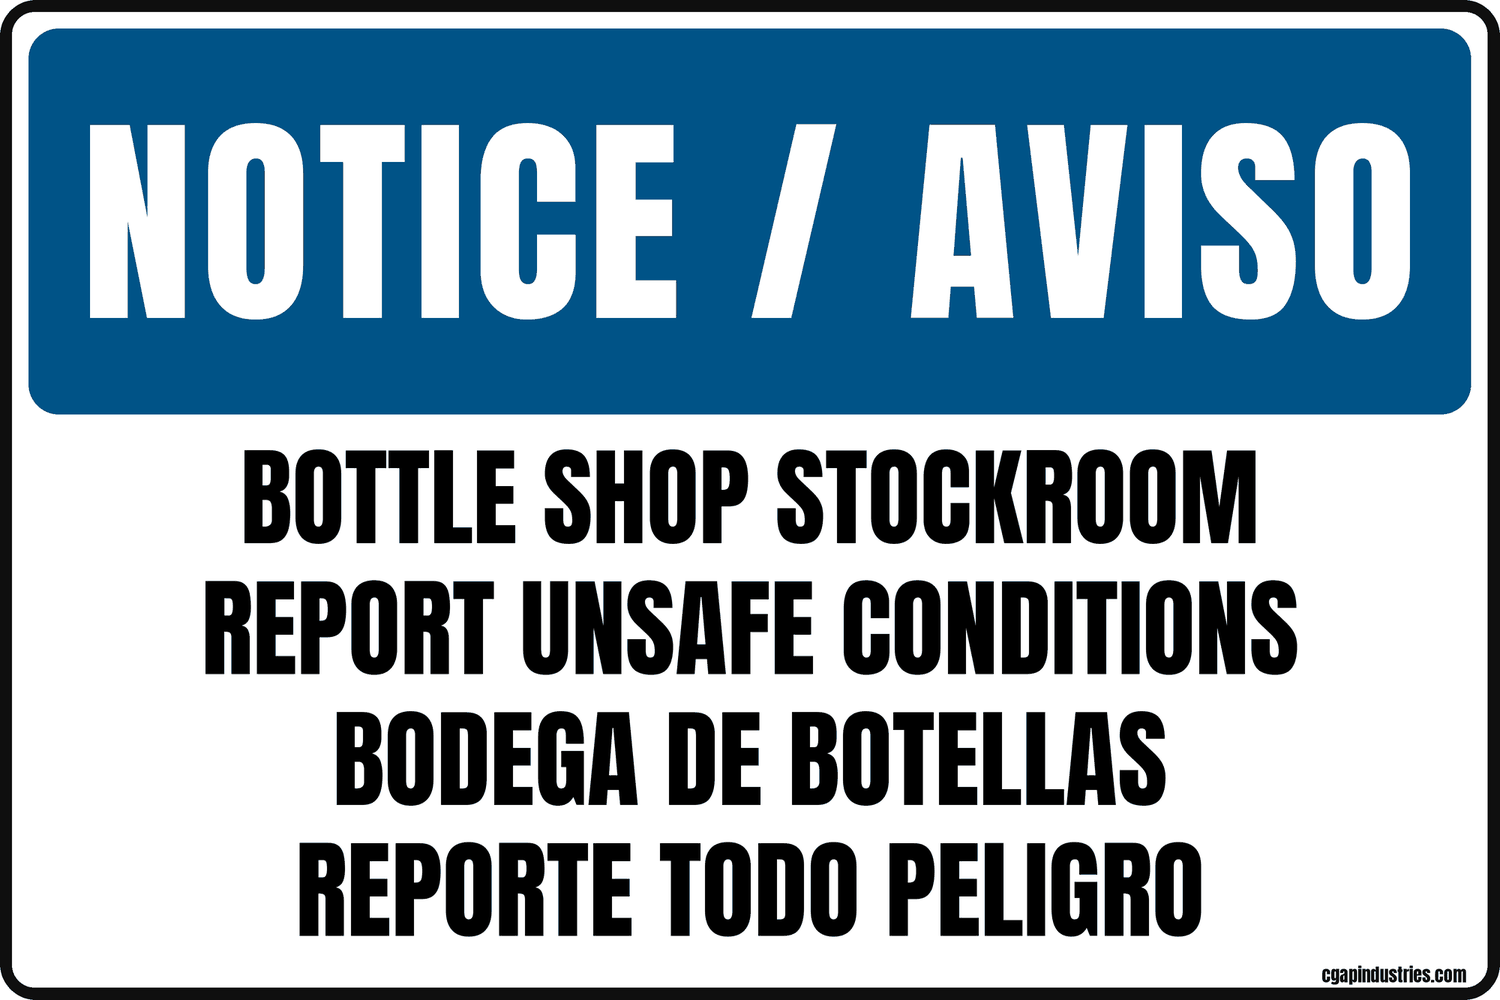 NOTICE / AVISO
BOTTLE SHOP STOCKROOM
REPORT UNSAFE CONDITIONS
BODEGA DE BOTELLAS
REPORTE TODO PELIGRO
cgapindustries.com